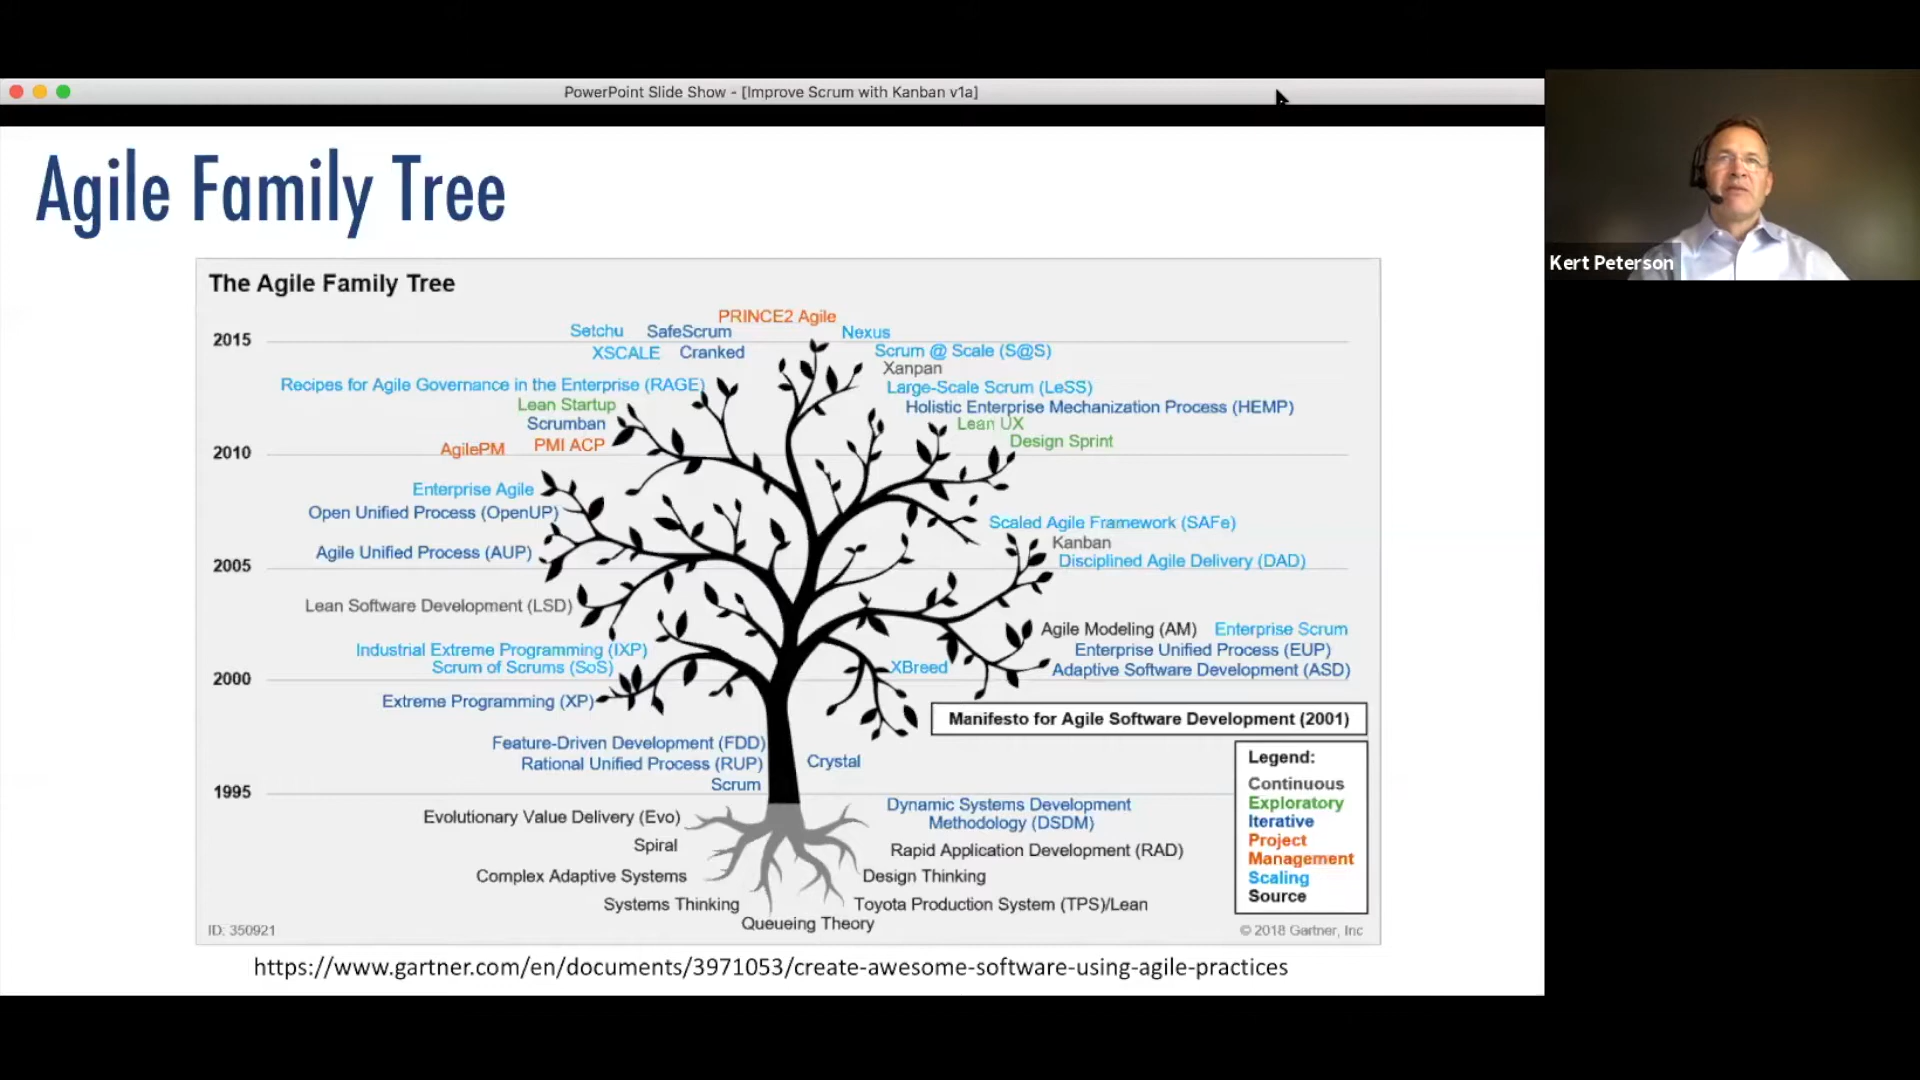 PowerPoint Slide Show - [Improve Scrum with Kanban v1a]
Kert Peterson
Agile Family Tree
The Agile Family Tree
PRINCE2 Agile
2015
Setchu
SafeScrum
Nexus
XSCALE
Cranked
Scrum @ Scale (S@S)
Xanpan
Recipes for Agile Governance in the Enterprise (RAGE)
Large-Scale Scrum (LeSS)
Lean Startup
Holistic Enterprise Mechanization Process (HEMP)
Scrumban
Lean UX
AgilePM
PMI ACP
Design Sprint
2010
Enterprise Agile
Open Unified Process (OpenUP)
Scaled Agile Framework (SAFe)
Kanban
Agile Unified Process (AUP)
Disciplined Agile Delivery (DAD)
2005
Lean Software Development (LSD)
Agile Modeling (AM)
Enterprise Scrum
Industrial Extreme Programming (IXP)
Enterprise Unified Process (EUP)
Scrum of Scrums (SoS)
XBreed
Adaptive Software Development (ASD)
2000
Extreme Programming (XP)
Manifesto for Agile Software Development (2001)
Feature-Driven Development (FDD)
Rational Unified Process (RUP)
Crystal
Scrum
1995
Evolutionary Value Delivery (Evo)
Dynamic Systems Development
Methodology (DSDM)
Spiral
Rapid Application Development (RAD)
Complex Adaptive Systems
Design Thinking
Systems Thinking
Toyota Production System (TPS)/Lean
Queueing Theory
Legend:
Continuous
Exploratory
Iterative
Project
Management
Scaling
Source
ID: 350921
© 2018 Gartner, Inc
https://www.gartner.com/en/documents/3971053/create-awesome-software-using-agile-practices